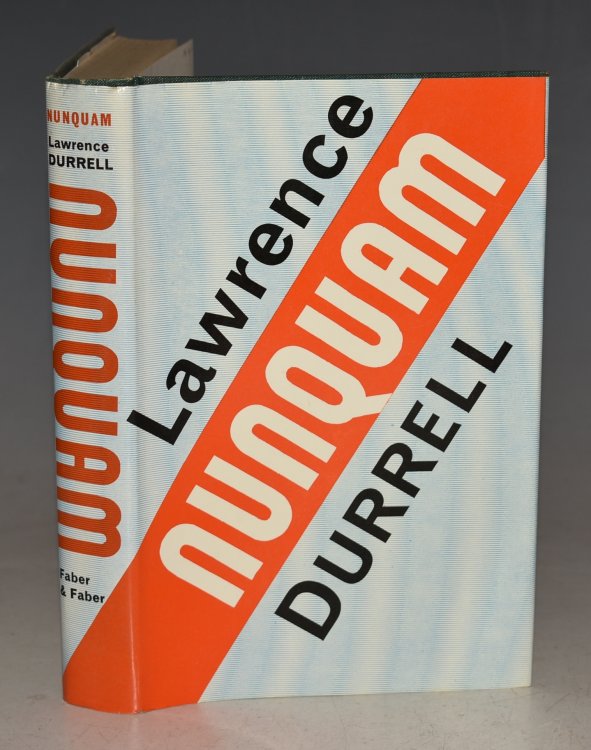 NUNQUAM
Lawrence
DURRELL
NUNQUAM
Faber
& Faber
Lawrence
NUNQUAM
DURRELL